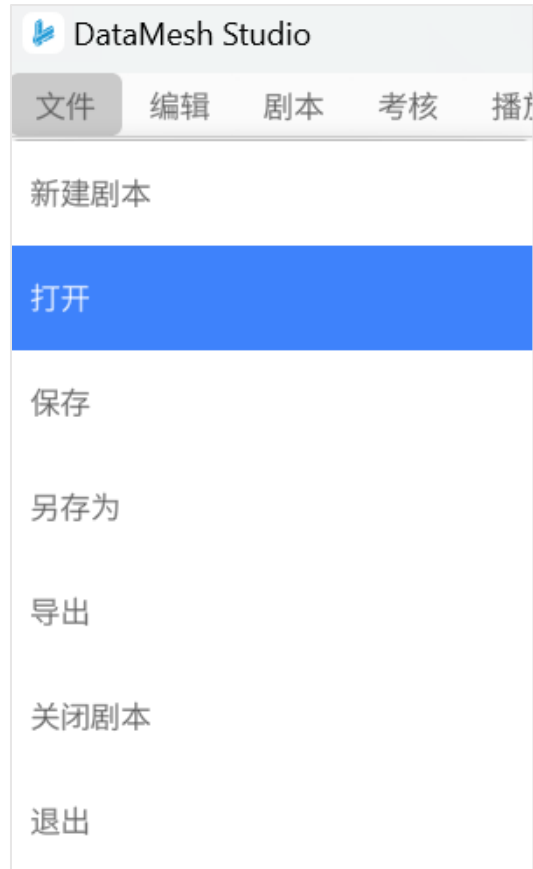 DataMesh Studio
文件 编辑 剧本 考核
新建剧本
打开
保存
另存为
导出
关闭剧本
退出